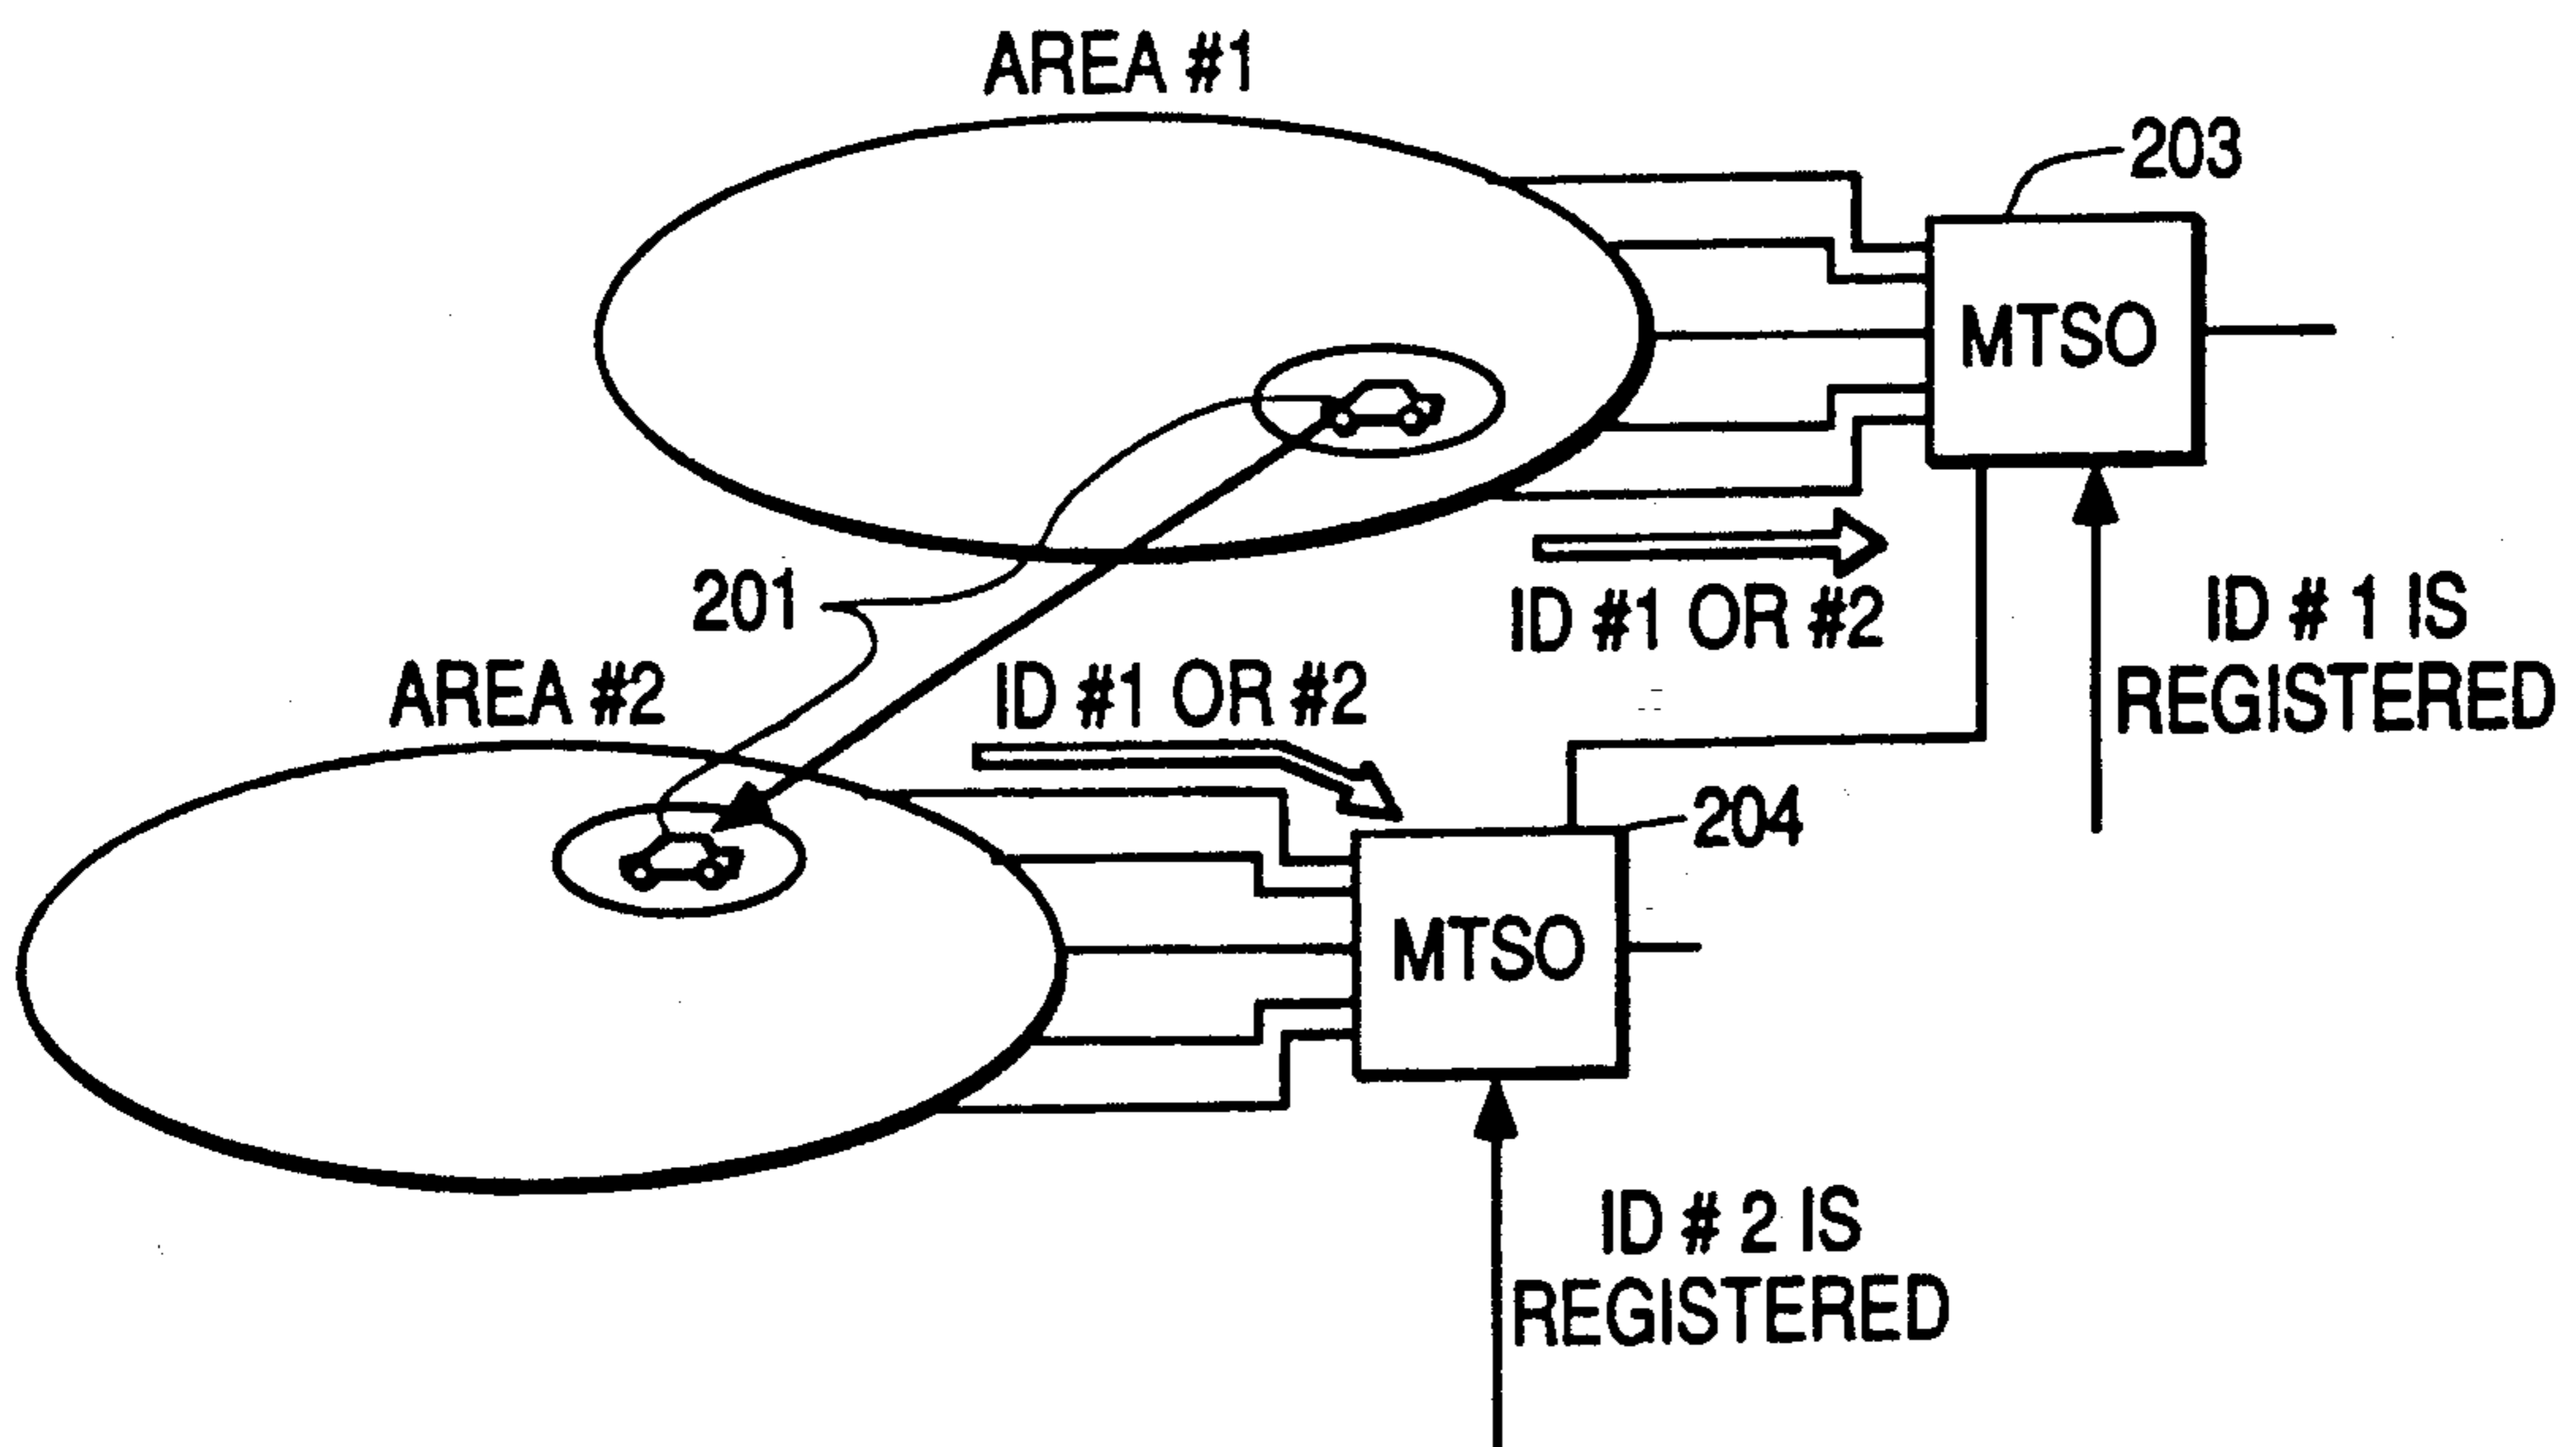 AREA #1
203
MTSO
201
ID #1 OR #2
ID # 1 IS
REGISTERED
AREA #2
ID #1 OR #2
204
MTSO
ID # 2 IS
REGISTERED